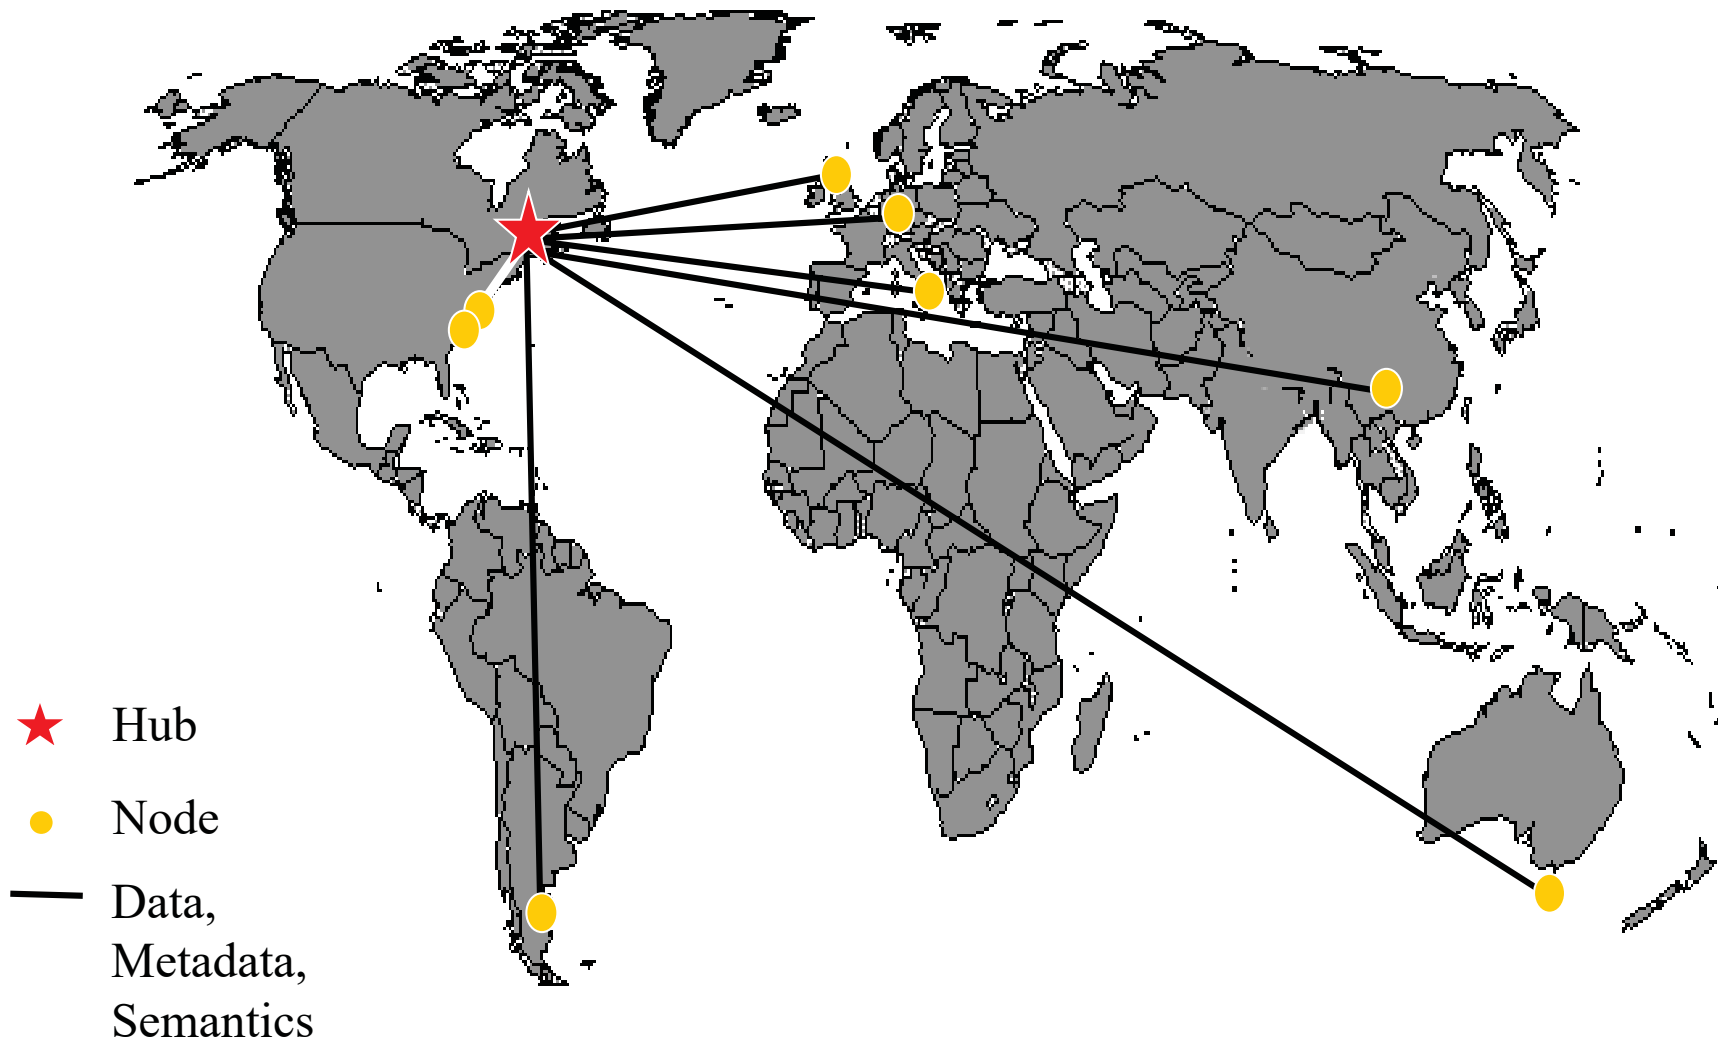 Hub
Node
Data,
Metadata,
Semantics